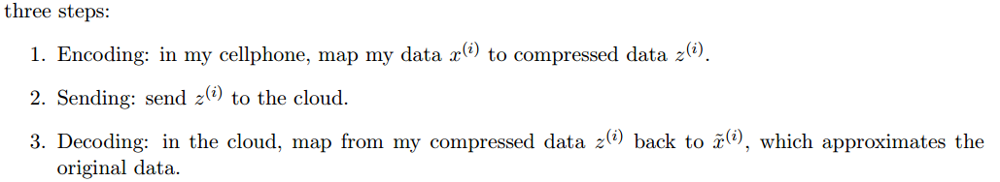 three steps:
1. Encoding: in my cellphone, map my data x^(i) to compressed data z^(i).
2. Sending: send z^(i) to the cloud.
3. Decoding: in the cloud, map from my compressed data z^(i) back to x̃^(i), which approximates the
original data.